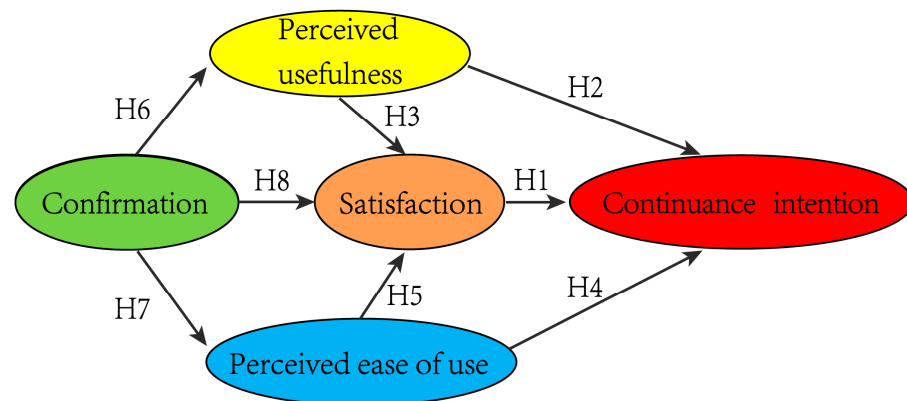 Perceived
usefulness
H2
H6
H3
H8
H1
Confirmation
Satisfaction
Continuance intention
H7
H5
H4
Perceived ease of use